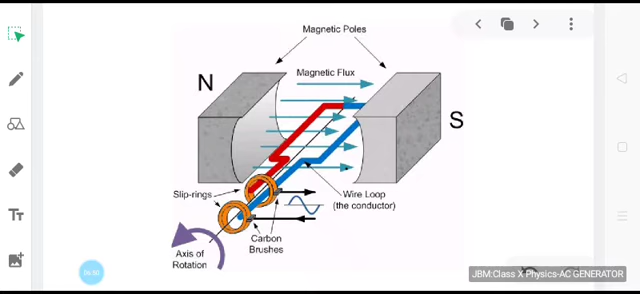 Magnetic Poles
N
Magnetic Flux
S
Slip-rings
Wire Loop
(the conductor)
Carbon
Brushes
Axis of
Rotation
Tт
JBM:Class X Physics-AC GENERATOR